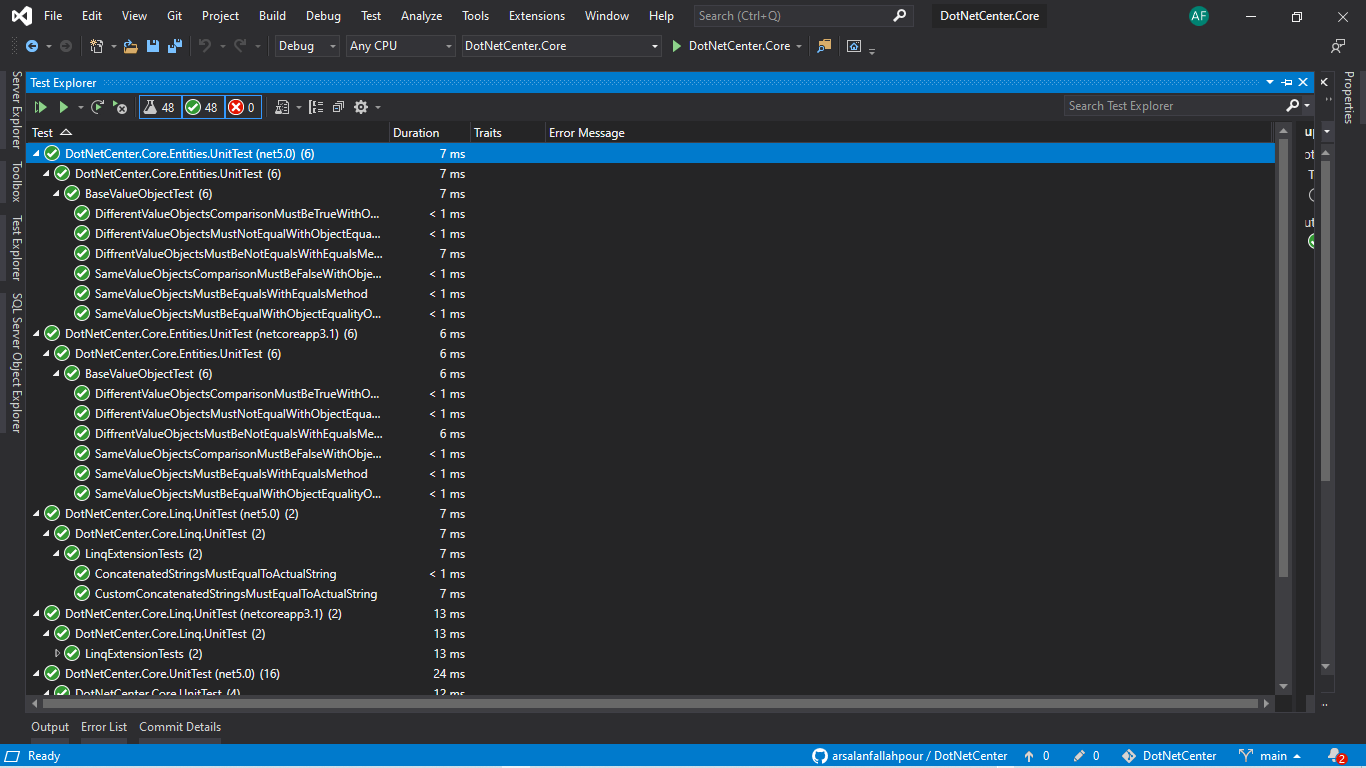 File Edit View Git Project Build Debug Test Analyze Tools Extensions Window Help Search (Ctrl+Q) DotNetCenter.Core AF
Debug Any CPU DotNetCenter.Core DotNetCenter.Core
Server Explorer
Toolbox
Test Explorer
SQL Server Object Explorer
Test Explorer
48 48 0 Search Test Explorer
Test Duration Traits Error Message
DotNetCenter.Core.Entities.UnitTest (net5.0) (6) 7 ms
DotNetCenter.Core.Entities.UnitTest (6) 7 ms
BaseValueObjectTest (6) 7 ms
DifferentValueObjectsComparisonMustBeTrueWithO... < 1 ms
DifferentValueObjectsMustNotEqualWithObjectEqua... < 1 ms
DiffrentValueObjectsMustBeNotEqualsWithEqualsMe... 7 ms
SameValueObjectsComparisonMustBeFalseWithObje... < 1 ms
SameValueObjectsMustBeEqualsWithEqualsMethod < 1 ms
SameValueObjectsMustBeEqualWithObjectEqualityO... < 1 ms
DotNetCenter.Core.Entities.UnitTest (netcoreapp3.1) (6) 6 ms
DotNetCenter.Core.Entities.UnitTest (6) 6 ms
BaseValueObjectTest (6) 6 ms
DifferentValueObjectsComparisonMustBeTrueWithO... < 1 ms
DifferentValueObjectsMustNotEqualWithObjectEqua... < 1 ms
DiffrentValueObjectsMustBeNotEqualsWithEqualsMe... 6 ms
SameValueObjectsComparisonMustBeFalseWithObje... < 1 ms
SameValueObjectsMustBeEqualsWithEqualsMethod < 1 ms
SameValueObjectsMustBeEqualWithObjectEqualityO... < 1 ms
DotNetCenter.Core.Linq.UnitTest (net5.0) (2) 7 ms
DotNetCenter.Core.Linq.UnitTest (2) 7 ms
LinqExtensionTests (2) 7 ms
ConcatenatedStringsMustEqualToActualString < 1 ms
CustomConcatenatedStringsMustEqualToActualString 7 ms
DotNetCenter.Core.Linq.UnitTest (netcoreapp3.1) (2) 13 ms
DotNetCenter.Core.Linq.UnitTest (2) 13 ms
LinqExtensionTests (2) 13 ms
DotNetCenter.Core.UnitTest (net5.0) (16) 24 ms
DotNetCenter.Core.UnitTest (4) 12 ms
Properties
Output Error List Commit Details
Ready arsalanfallahpour / DotNetCenter 0 0 DotNetCenter main 2